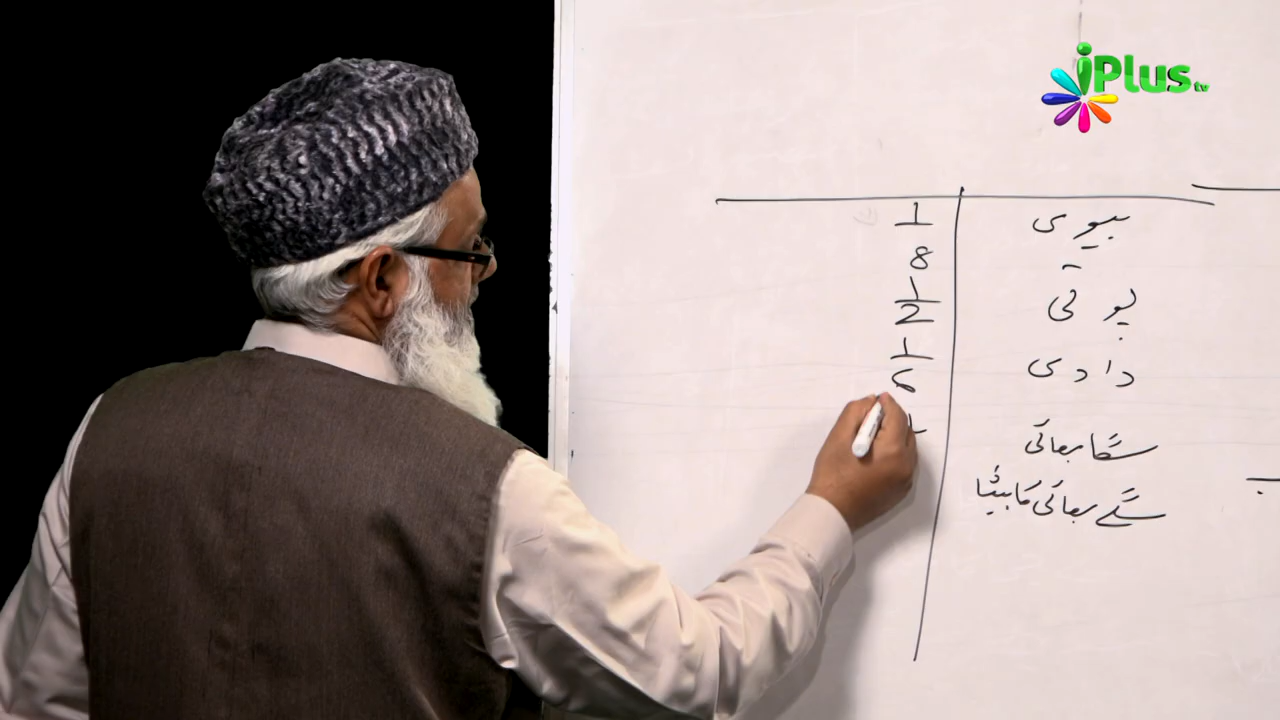 iPlus tv
بیوی 1/8
پوتی 1/2
دادی 1/6
سگا بھائی
سگے بھائی کا بیٹا